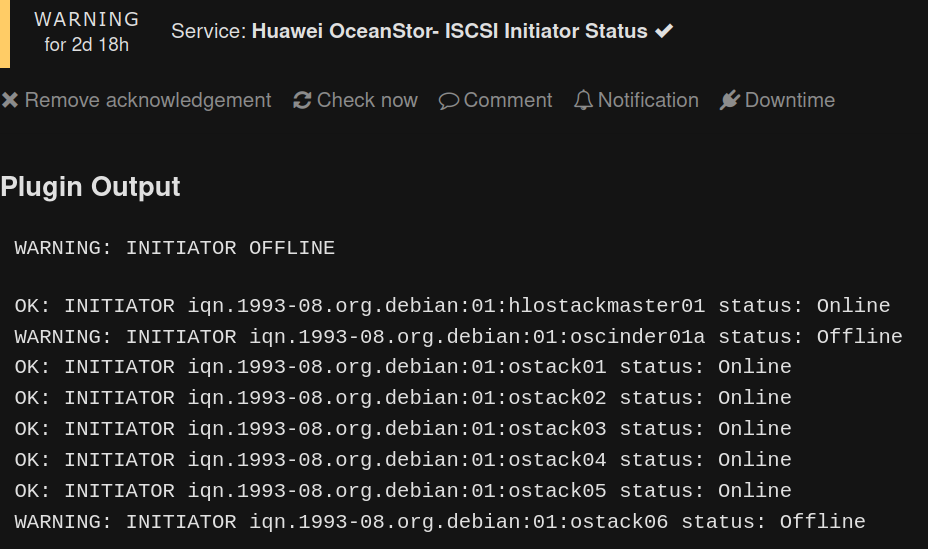 WARNING
for 2d 18h
Service: Huawei OceanStor- ISCSI Initiator Status
Remove acknowledgement Check now Comment Notification Downtime
Plugin Output
WARNING: INITIATOR OFFLINE
OK: INITIATOR iqn.1993-08.org.debian:01:hlostackmaster01 status: Online
WARNING: INITIATOR iqn.1993-08.org.debian:01:oscinder01a status: Offline
OK: INITIATOR iqn.1993-08.org.debian:01:ostack01 status: Online
OK: INITIATOR iqn.1993-08.org.debian:01:ostack02 status: Online
OK: INITIATOR iqn.1993-08.org.debian:01:ostack03 status: Online
OK: INITIATOR iqn.1993-08.org.debian:01:ostack04 status: Online
OK: INITIATOR iqn.1993-08.org.debian:01:ostack05 status: Online
WARNING: INITIATOR iqn.1993-08.org.debian:01:ostack06 status: Offline